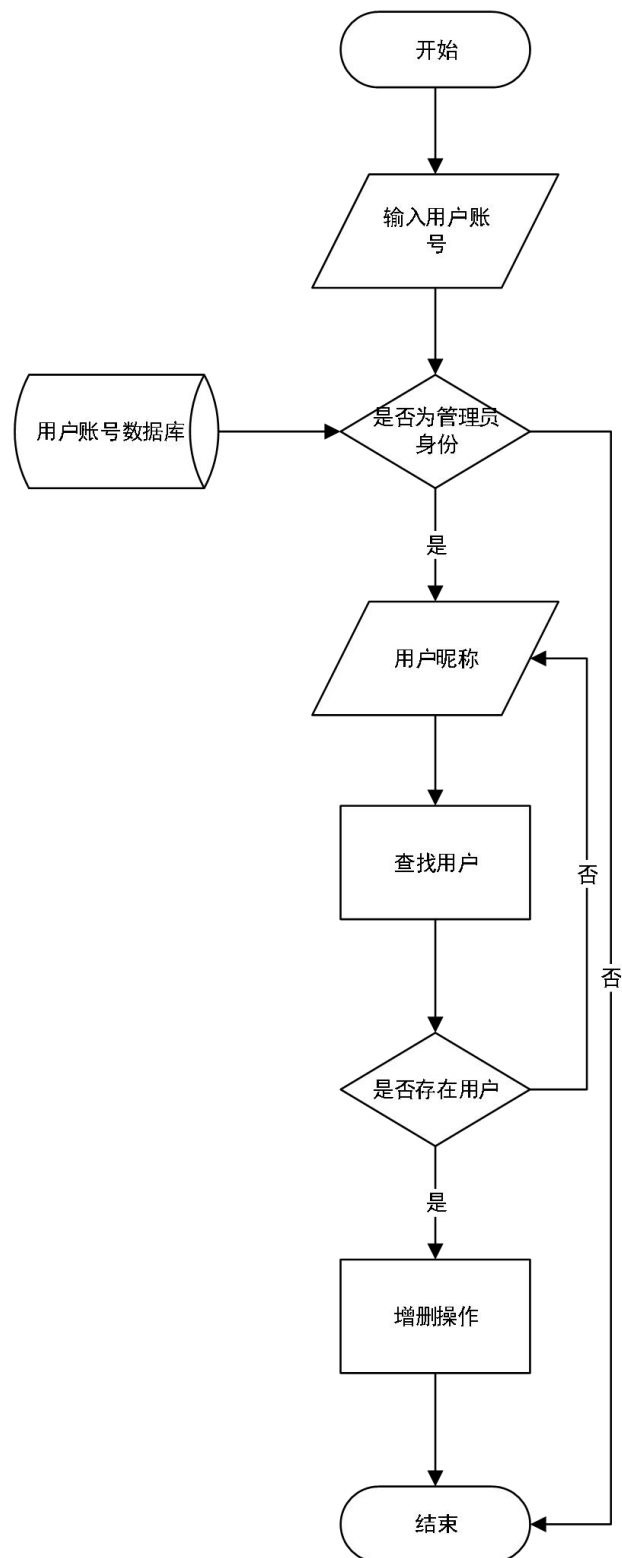 开始
输入用户账
号
用户账号数据库
是否为管理员
身份
是
用户昵称
查找用户
否
否
是否存在用户
是
增删操作
结束